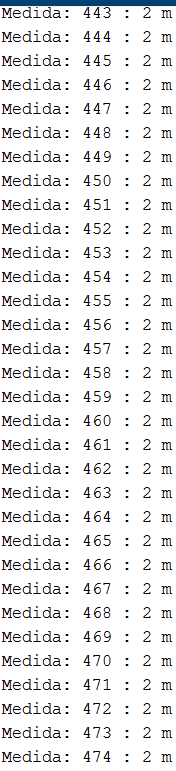 Medida: 443 : 2 m
Medida: 444 : 2 m
Medida: 445 : 2 m
Medida: 446 : 2 m
Medida: 447 : 2 m
Medida: 448 : 2 m
Medida: 449 : 2 m
Medida: 450 : 2 m
Medida: 451 : 2 m
Medida: 452 : 2 m
Medida: 453 : 2 m
Medida: 454 : 2 m
Medida: 455 : 2 m
Medida: 456 : 2 m
Medida: 457 : 2 m
Medida: 458 : 2 m
Medida: 459 : 2 m
Medida: 460 : 2 m
Medida: 461 : 2 m
Medida: 462 : 2 m
Medida: 463 : 2 m
Medida: 464 : 2 m
Medida: 465 : 2 m
Medida: 466 : 2 m
Medida: 467 : 2 m
Medida: 468 : 2 m
Medida: 469 : 2 m
Medida: 470 : 2 m
Medida: 471 : 2 m
Medida: 472 : 2 m
Medida: 473 : 2 m
Medida: 474 : 2 m